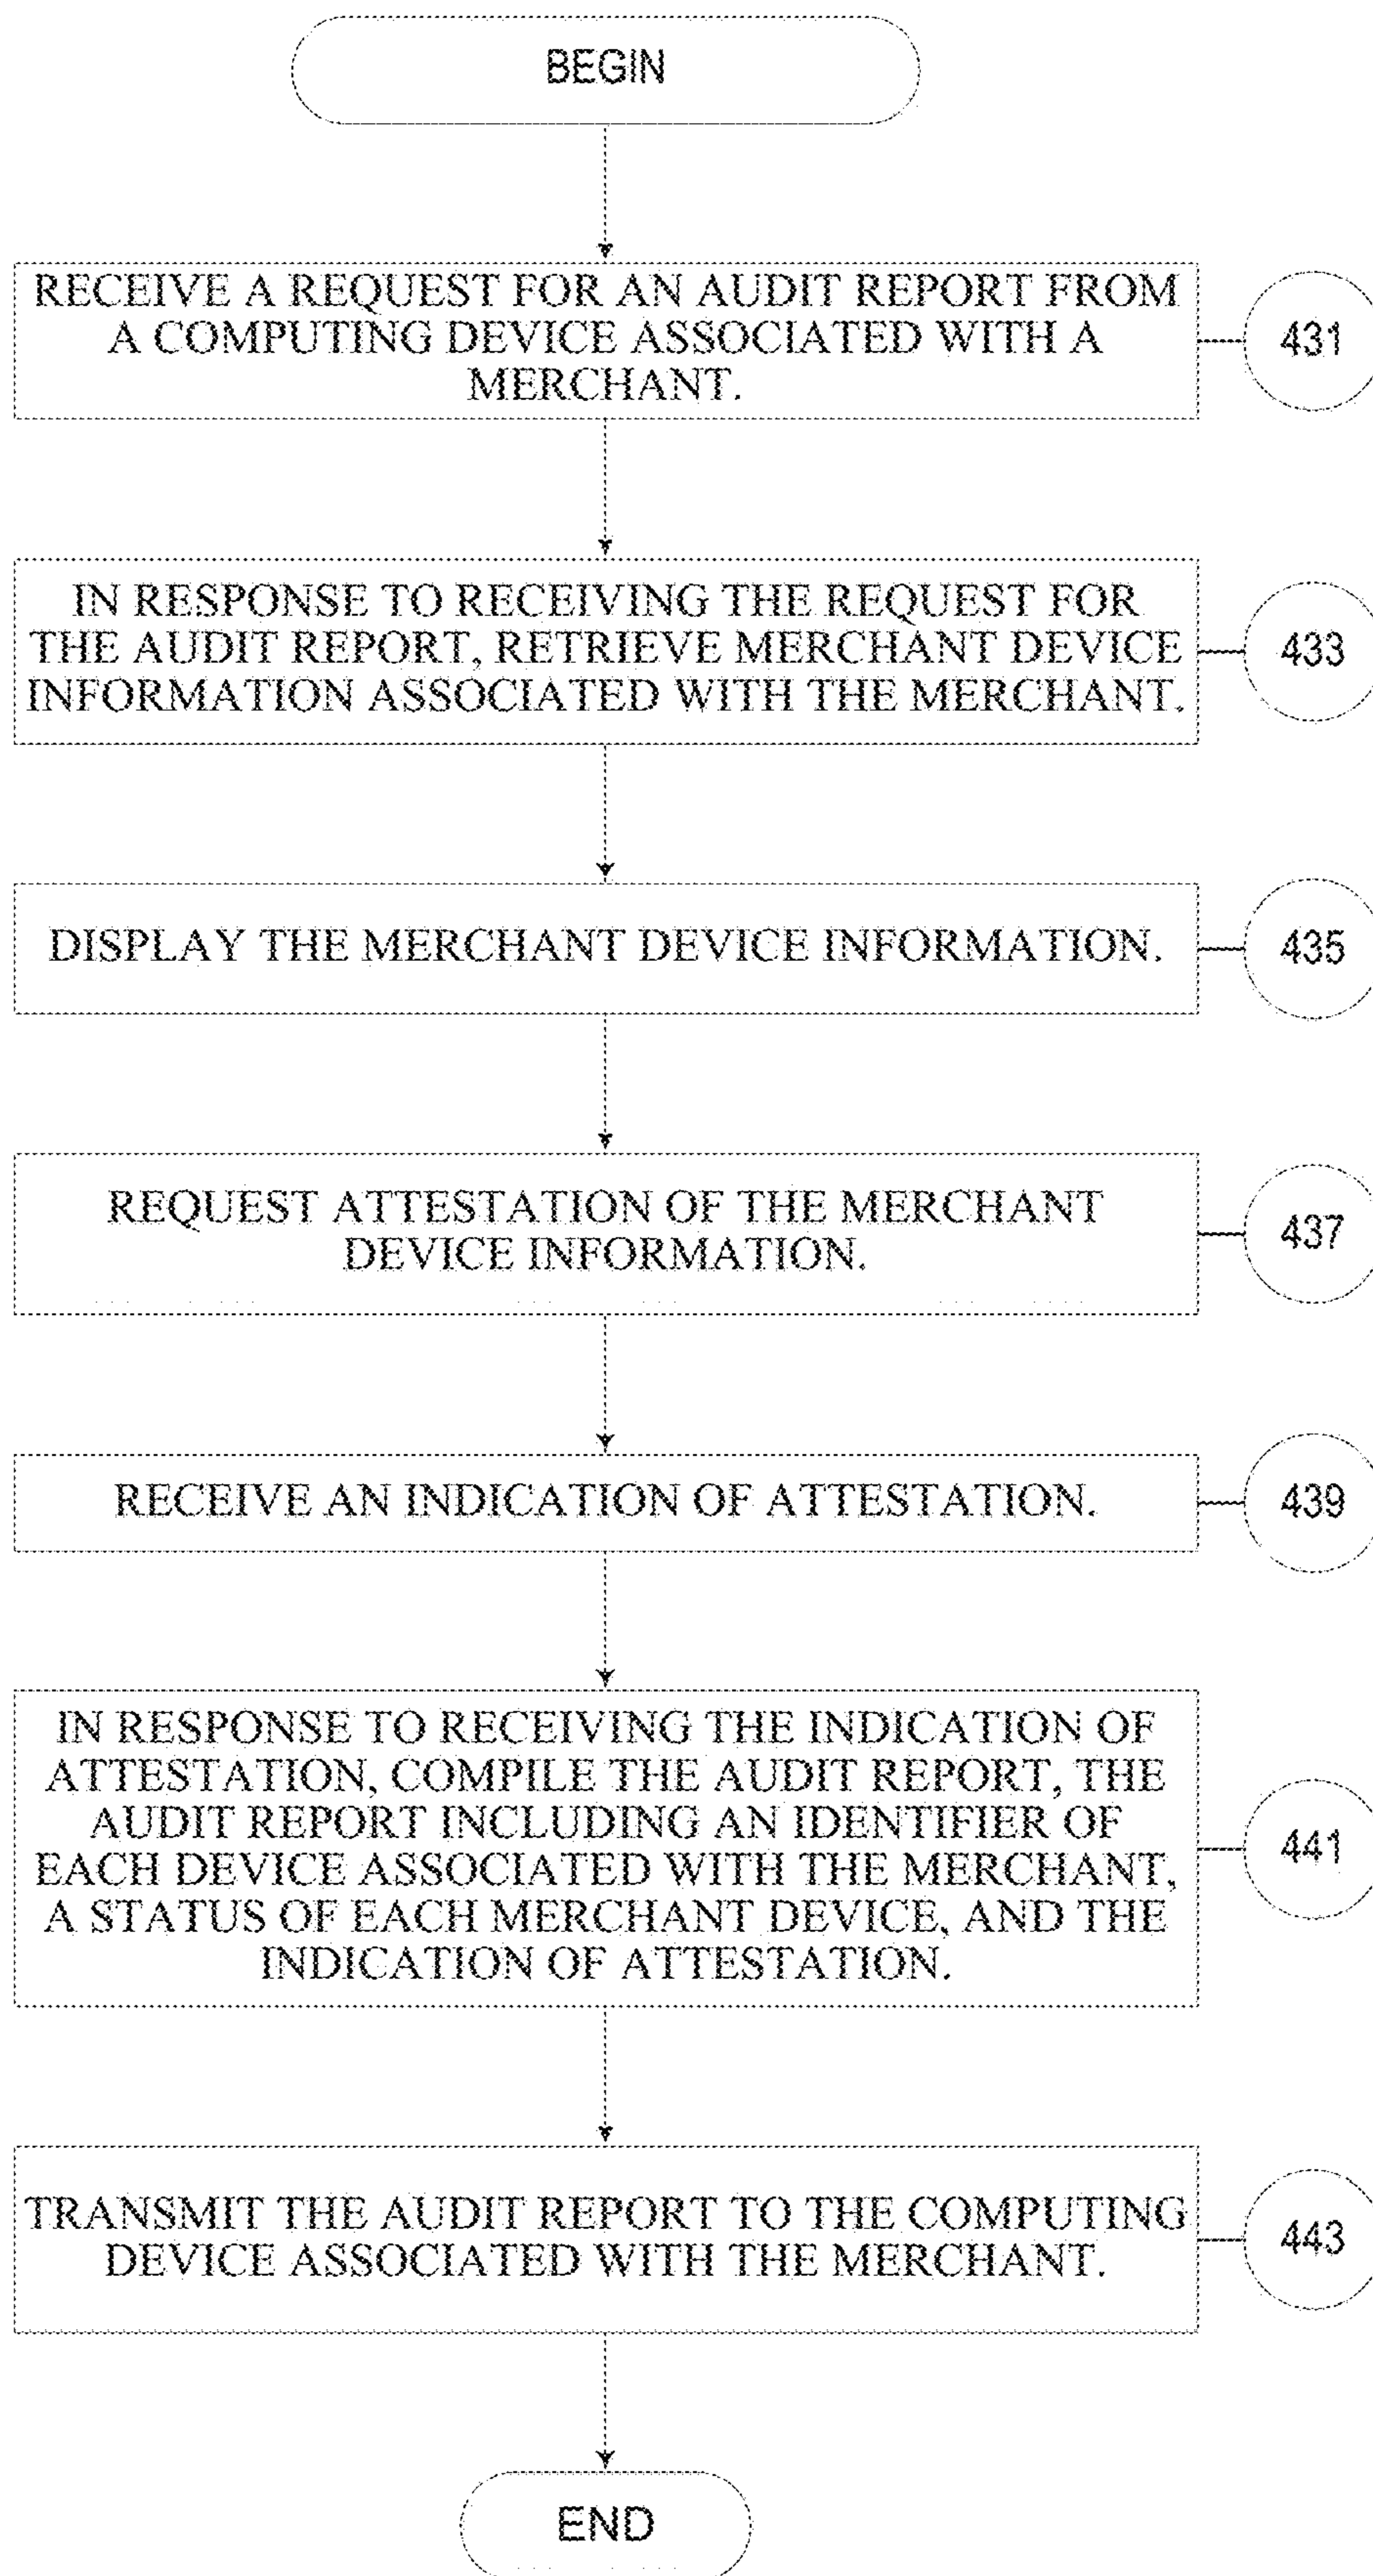 BEGIN
RECEIVE A REQUEST FOR AN AUDIT REPORT FROM
A COMPUTING DEVICE ASSOCIATED WITH A
MERCHANT.
431
IN RESPONSE TO RECEIVING THE REQUEST FOR
THE AUDIT REPORT, RETRIEVE MERCHANT DEVICE
INFORMATION ASSOCIATED WITH THE MERCHANT.
433
DISPLAY THE MERCHANT DEVICE INFORMATION.
435
REQUEST ATTESTATION OF THE MERCHANT
DEVICE INFORMATION.
437
RECEIVE AN INDICATION OF ATTESTATION.
439
IN RESPONSE TO RECEIVING THE INDICATION OF
ATTESTATION, COMPILE THE AUDIT REPORT, THE
AUDIT REPORT INCLUDING AN IDENTIFIER OF
EACH DEVICE ASSOCIATED WITH THE MERCHANT,
A STATUS OF EACH MERCHANT DEVICE, AND THE
INDICATION OF ATTESTATION.
441
TRANSMIT THE AUDIT REPORT TO THE COMPUTING
DEVICE ASSOCIATED WITH THE MERCHANT.
443
END